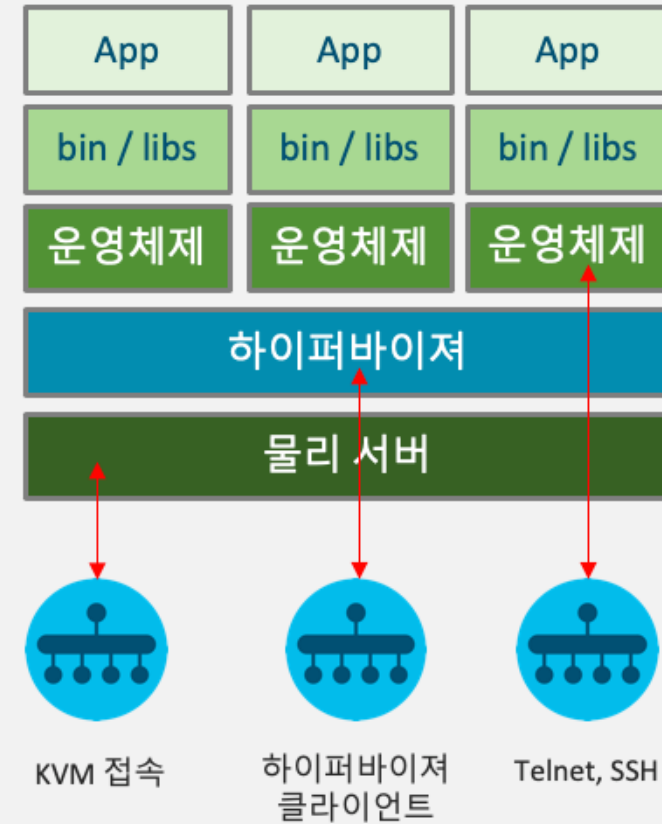 App
App
App
bin / libs
bin / libs
bin / libs
운영체제
운영체제
운영체제
하이퍼바이져
물리 서버
KVM 접속
하이퍼바이져
클라이언트
Telnet, SSH